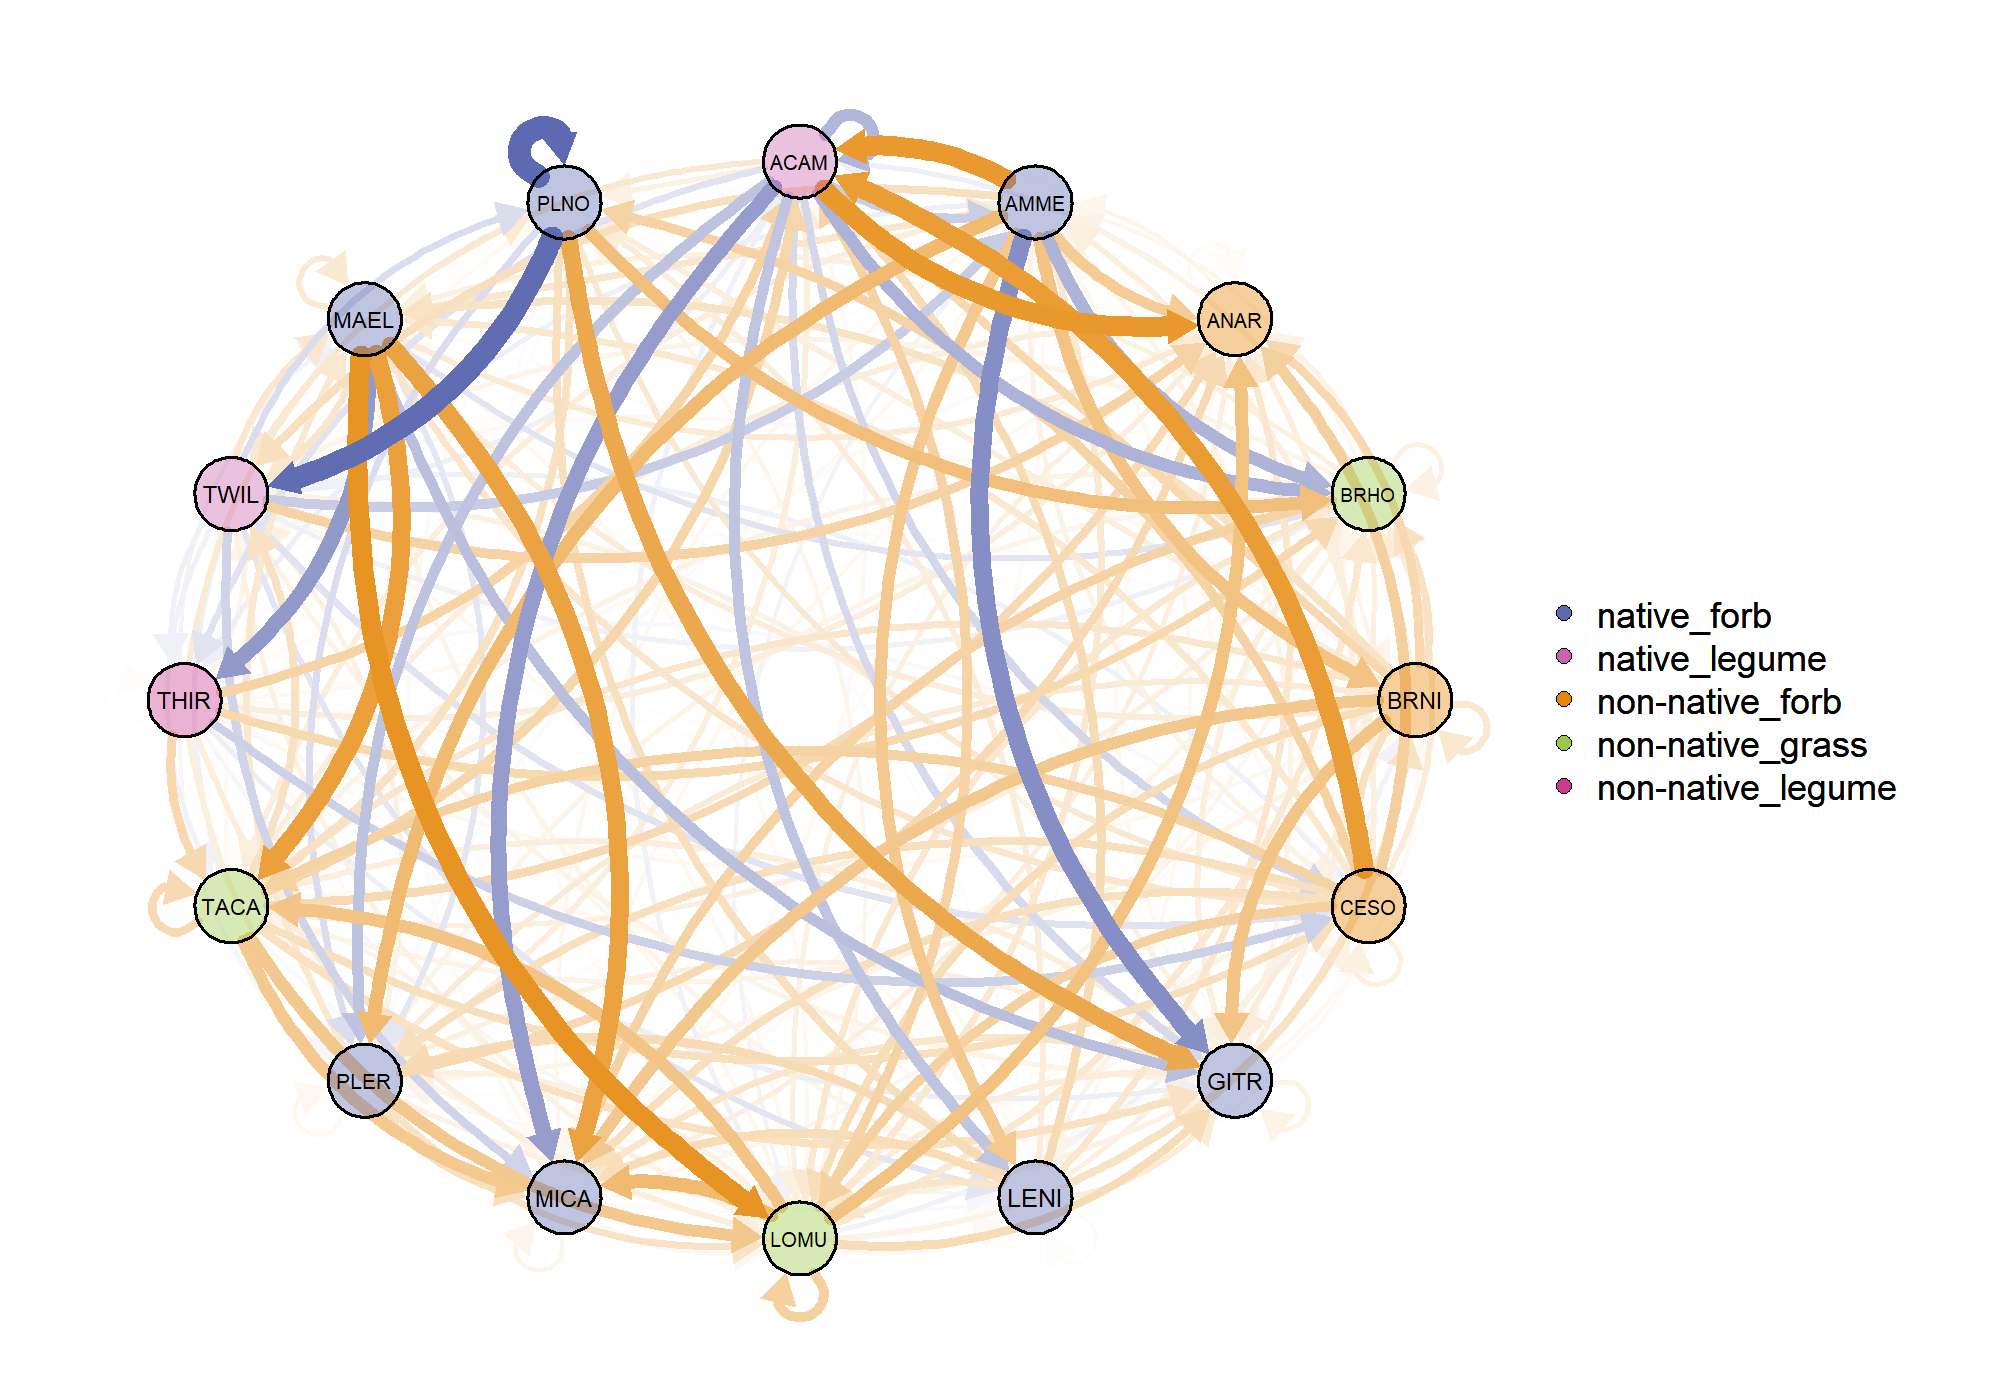 ACAM
PLNO
AMME
MAEL
ANAR
TWIL
BRHO
native_forb
native_legume
THIR
BRNI
non-native_forb
non-native_grass
non-native_legume
TACA
CESO
PLER
GITR
MICA
LENI
LOMU